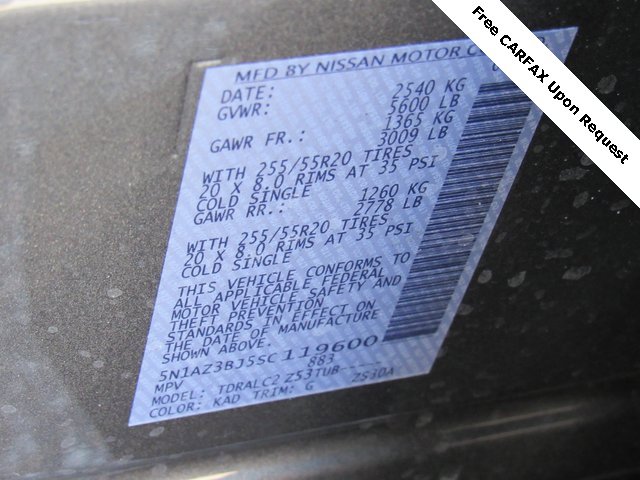 Free CARFAX Upon Request
MFD BY NISSAN MOTOR
DATE: 2540 KG
GVWR: 5600 LB
1365 KG
GAWR FR.: 3009 LB
WITH 255/55R20 TIRES
20 X 8.0 RIMS AT 35 PSI
COLD SINGLE 1260 KG
GAWR RR.: 2778 LB
WITH 255/55R20 TIRES
20 X 8.0 RIMS AT 35 PSI
COLD SINGLE
THIS VEHICLE CONFORMS TO
ALL APPLICABLE FEDERAL
MOTOR VEHICLE SAFETY AND
THEFT PREVENTION
STANDARDS IN EFFECT ON
THE DATE OF MANUFACTURE
SHOWN ABOVE.
5N1AZ3BJ5SC119600
MPV 883
MODEL: TDRALC2 Z53TUB-
COLOR: KAD TRIM: G ZS30A